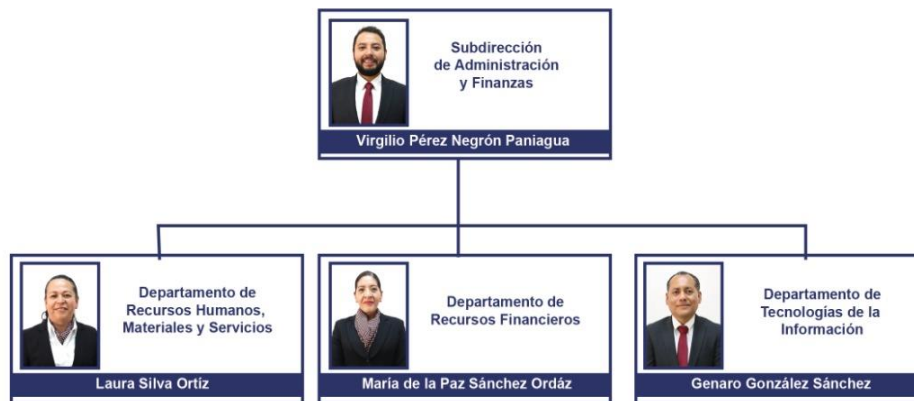 Subdirección
de Administración
y Finanzas
Virgilio Pérez Negrón Paniagua
Departamento de
Recursos Humanos,
Materiales y Servicios
Laura Silva Ortíz
Departamento de
Recursos Financieros
María de la Paz Sánchez Ordáz
Departamento de
Tecnologías de la
Información
Genaro González Sánchez